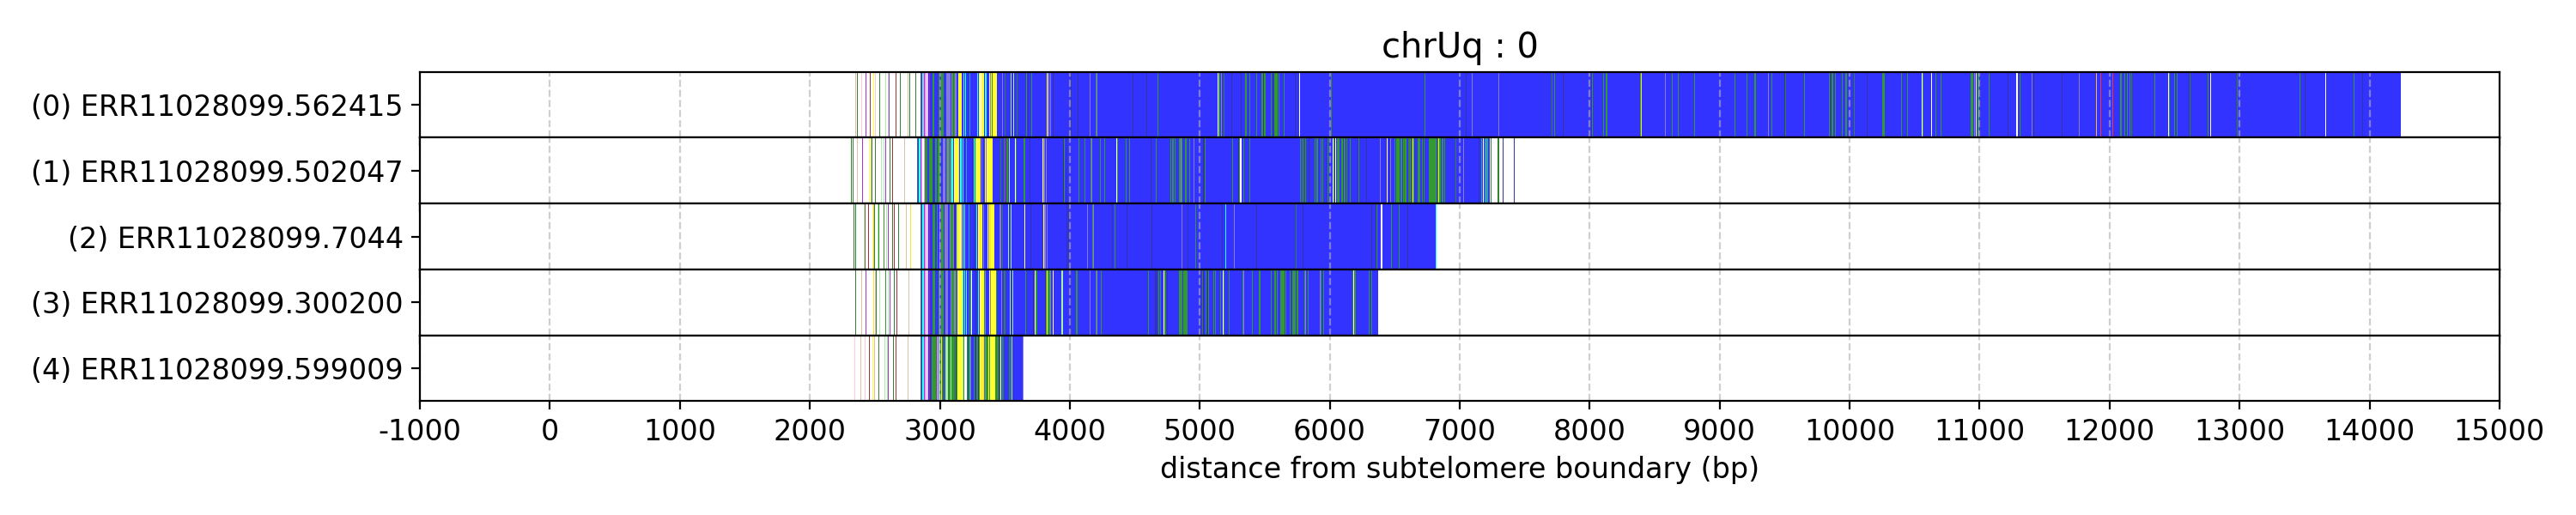 chrUq : 0
(0) ERR11028099.562415
(1) ERR11028099.502047
(2) ERR11028099.7044
(3) ERR11028099.300200
(4) ERR11028099.599009
-1000 0 1000 2000 3000 4000 5000 6000 7000 8000 9000 10000 11000 12000 13000 14000 15000
distance from subtelomere boundary (bp)